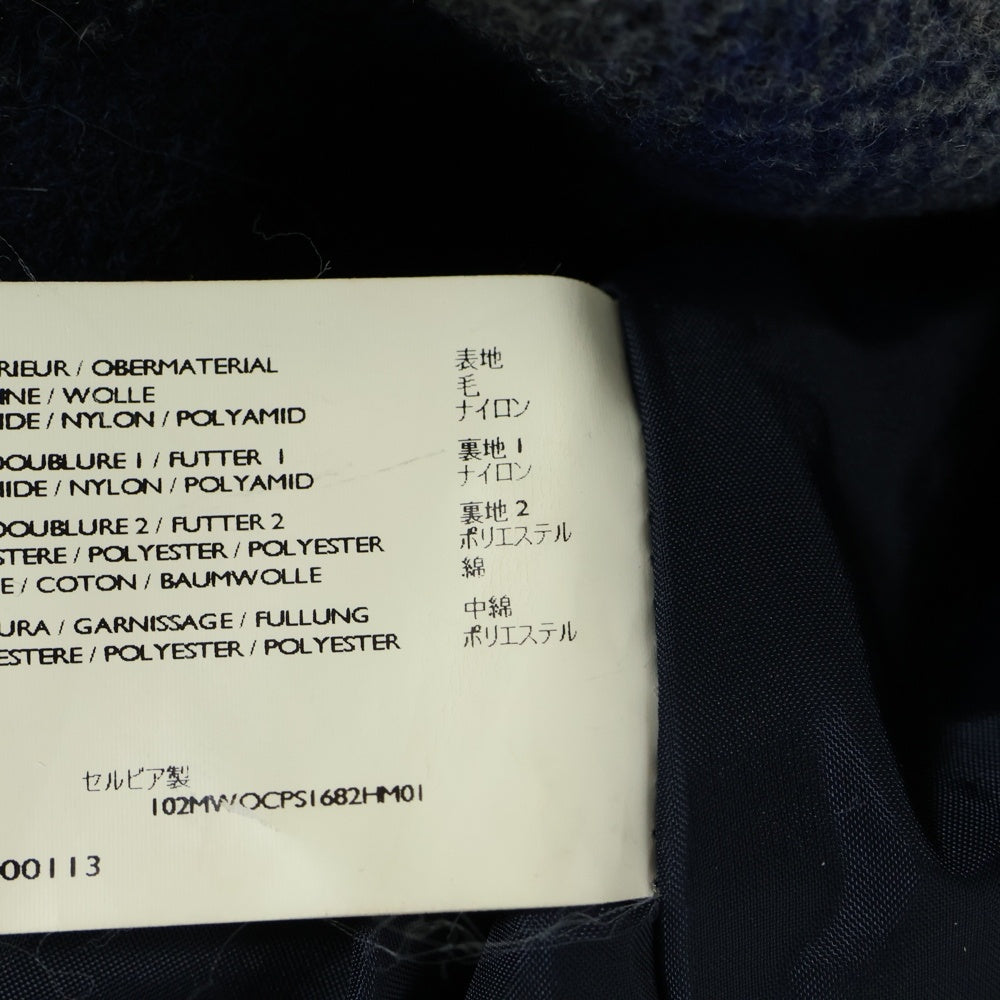 RIEUR / OBERMATERIAL 表地
INE / WOLLE 毛
IDE / NYLON / POLYAMID ナイロン
DOUBLURE 1 / FUTTER 1 裏地 1
IIDE / NYLON / POLYAMID ナイロン
DOUBLURE 2 / FUTTER 2 裏地 2
STERE / POLYESTER / POLYESTER ポリエステル
E / COTON / BAUMWOLLE 綿
URA / GARNISSAGE / FULLUNG 中綿
ESTERE / POLYESTER / POLYESTER ポリエステル
セルビア製
102MWOCPS1682HM01
00113